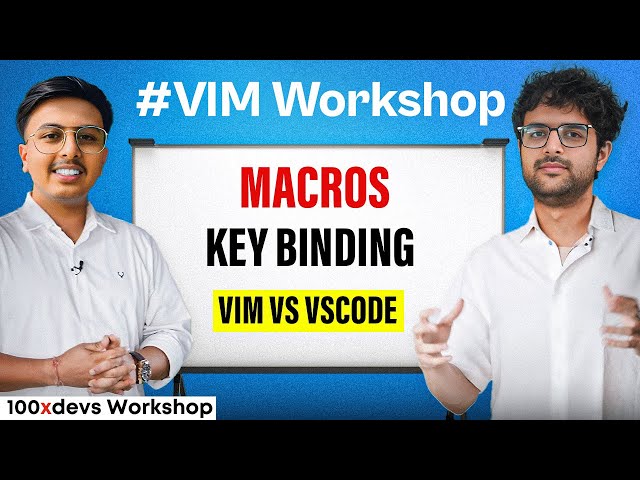 #VIM Workshop
MACROS
KEY BINDING
VIM VS VSCODE
100xdevs Workshop